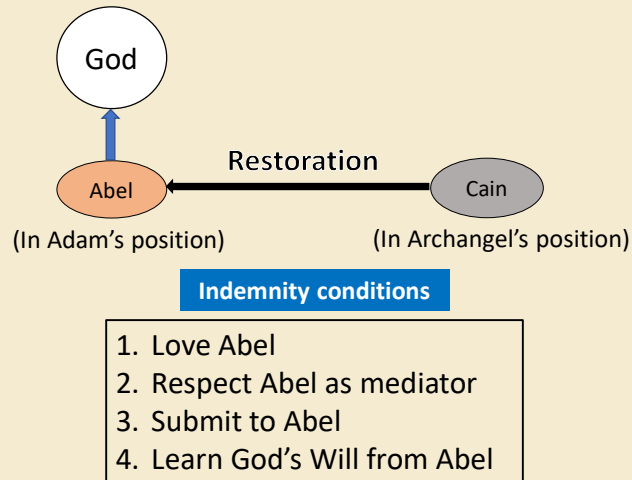 God
Restoration
Abel
Cain
(In Adam's position)
(In Archangel's position)
Indemnity conditions
1. Love Abel
2. Respect Abel as mediator
3. Submit to Abel
4. Learn God's Will from Abel